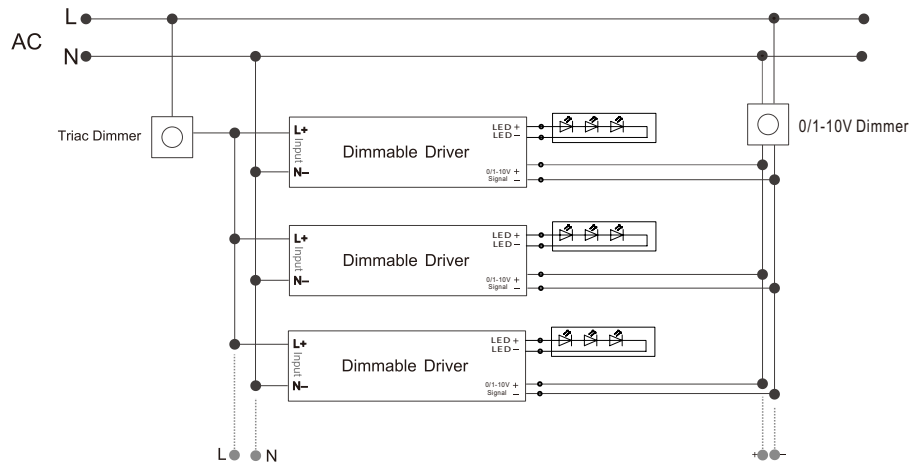 L
AC
N
Triac Dimmer
0/1-10V Dimmer
L+
Input
N–
Dimmable Driver
LED +
LED –
0/1-10V +
Signal –
L+
Input
N–
Dimmable Driver
LED +
LED –
0/1-10V +
Signal –
L+
Input
N–
Dimmable Driver
LED +
LED –
0/1-10V +
Signal –
L N + –